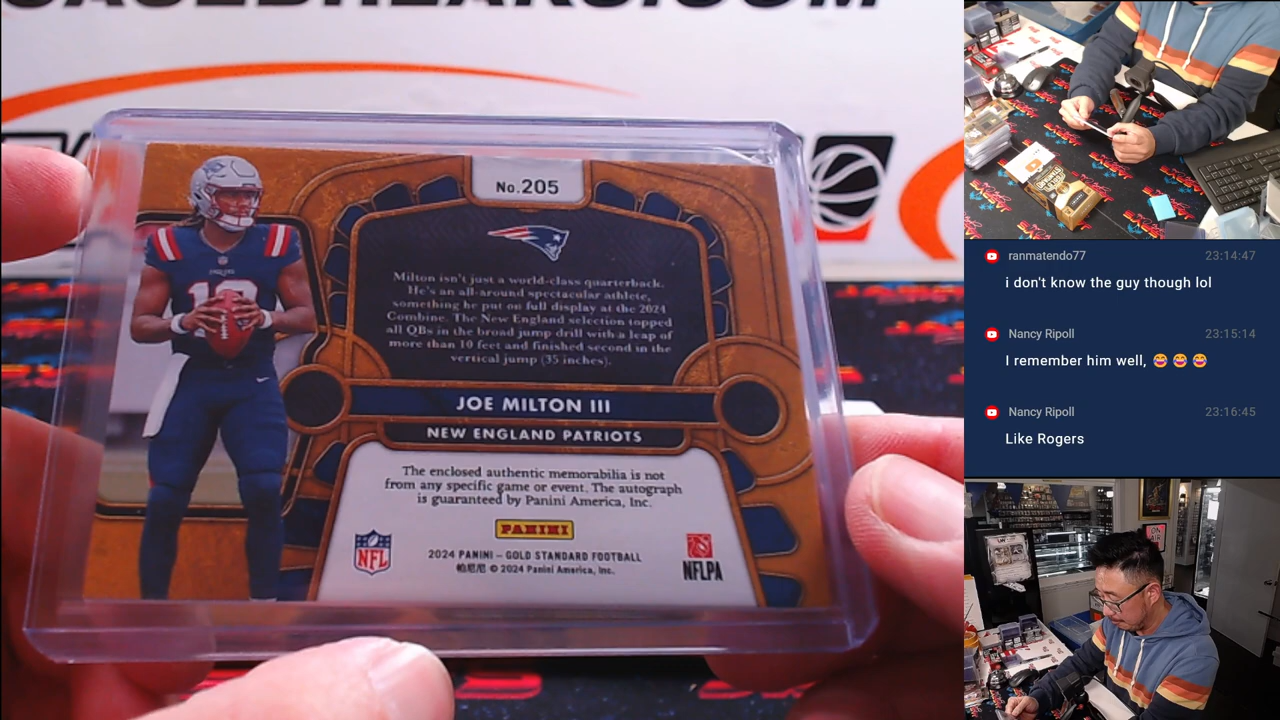 No. 205
Milton isn't just a world-class quarterback.
He's an all-around spectacular athlete,
something he put on full display at the 2024
Combine. The New England selection topped
all QBs in the broad jump drill with a leap of
more than 10 feet and finished second in the
vertical jump (35 inches).
JOE MILTON III
NEW ENGLAND PATRIOTS
The enclosed authentic memorabilia is not
from any specific game or event. The autograph
is guaranteed by Panini America, Inc.
PANINI
NFL
2024 PANINI – GOLD STANDARD FOOTBALL
帕尼尼 © 2024 Panini America, Inc.
NFLPA
ranmatendo77 23:14:47
i don't know the guy though lol
Nancy Ripoll 23:15:14
I remember him well, 😂 😂 😂
Nancy Ripoll 23:16:45
Like Rogers
ON AIR